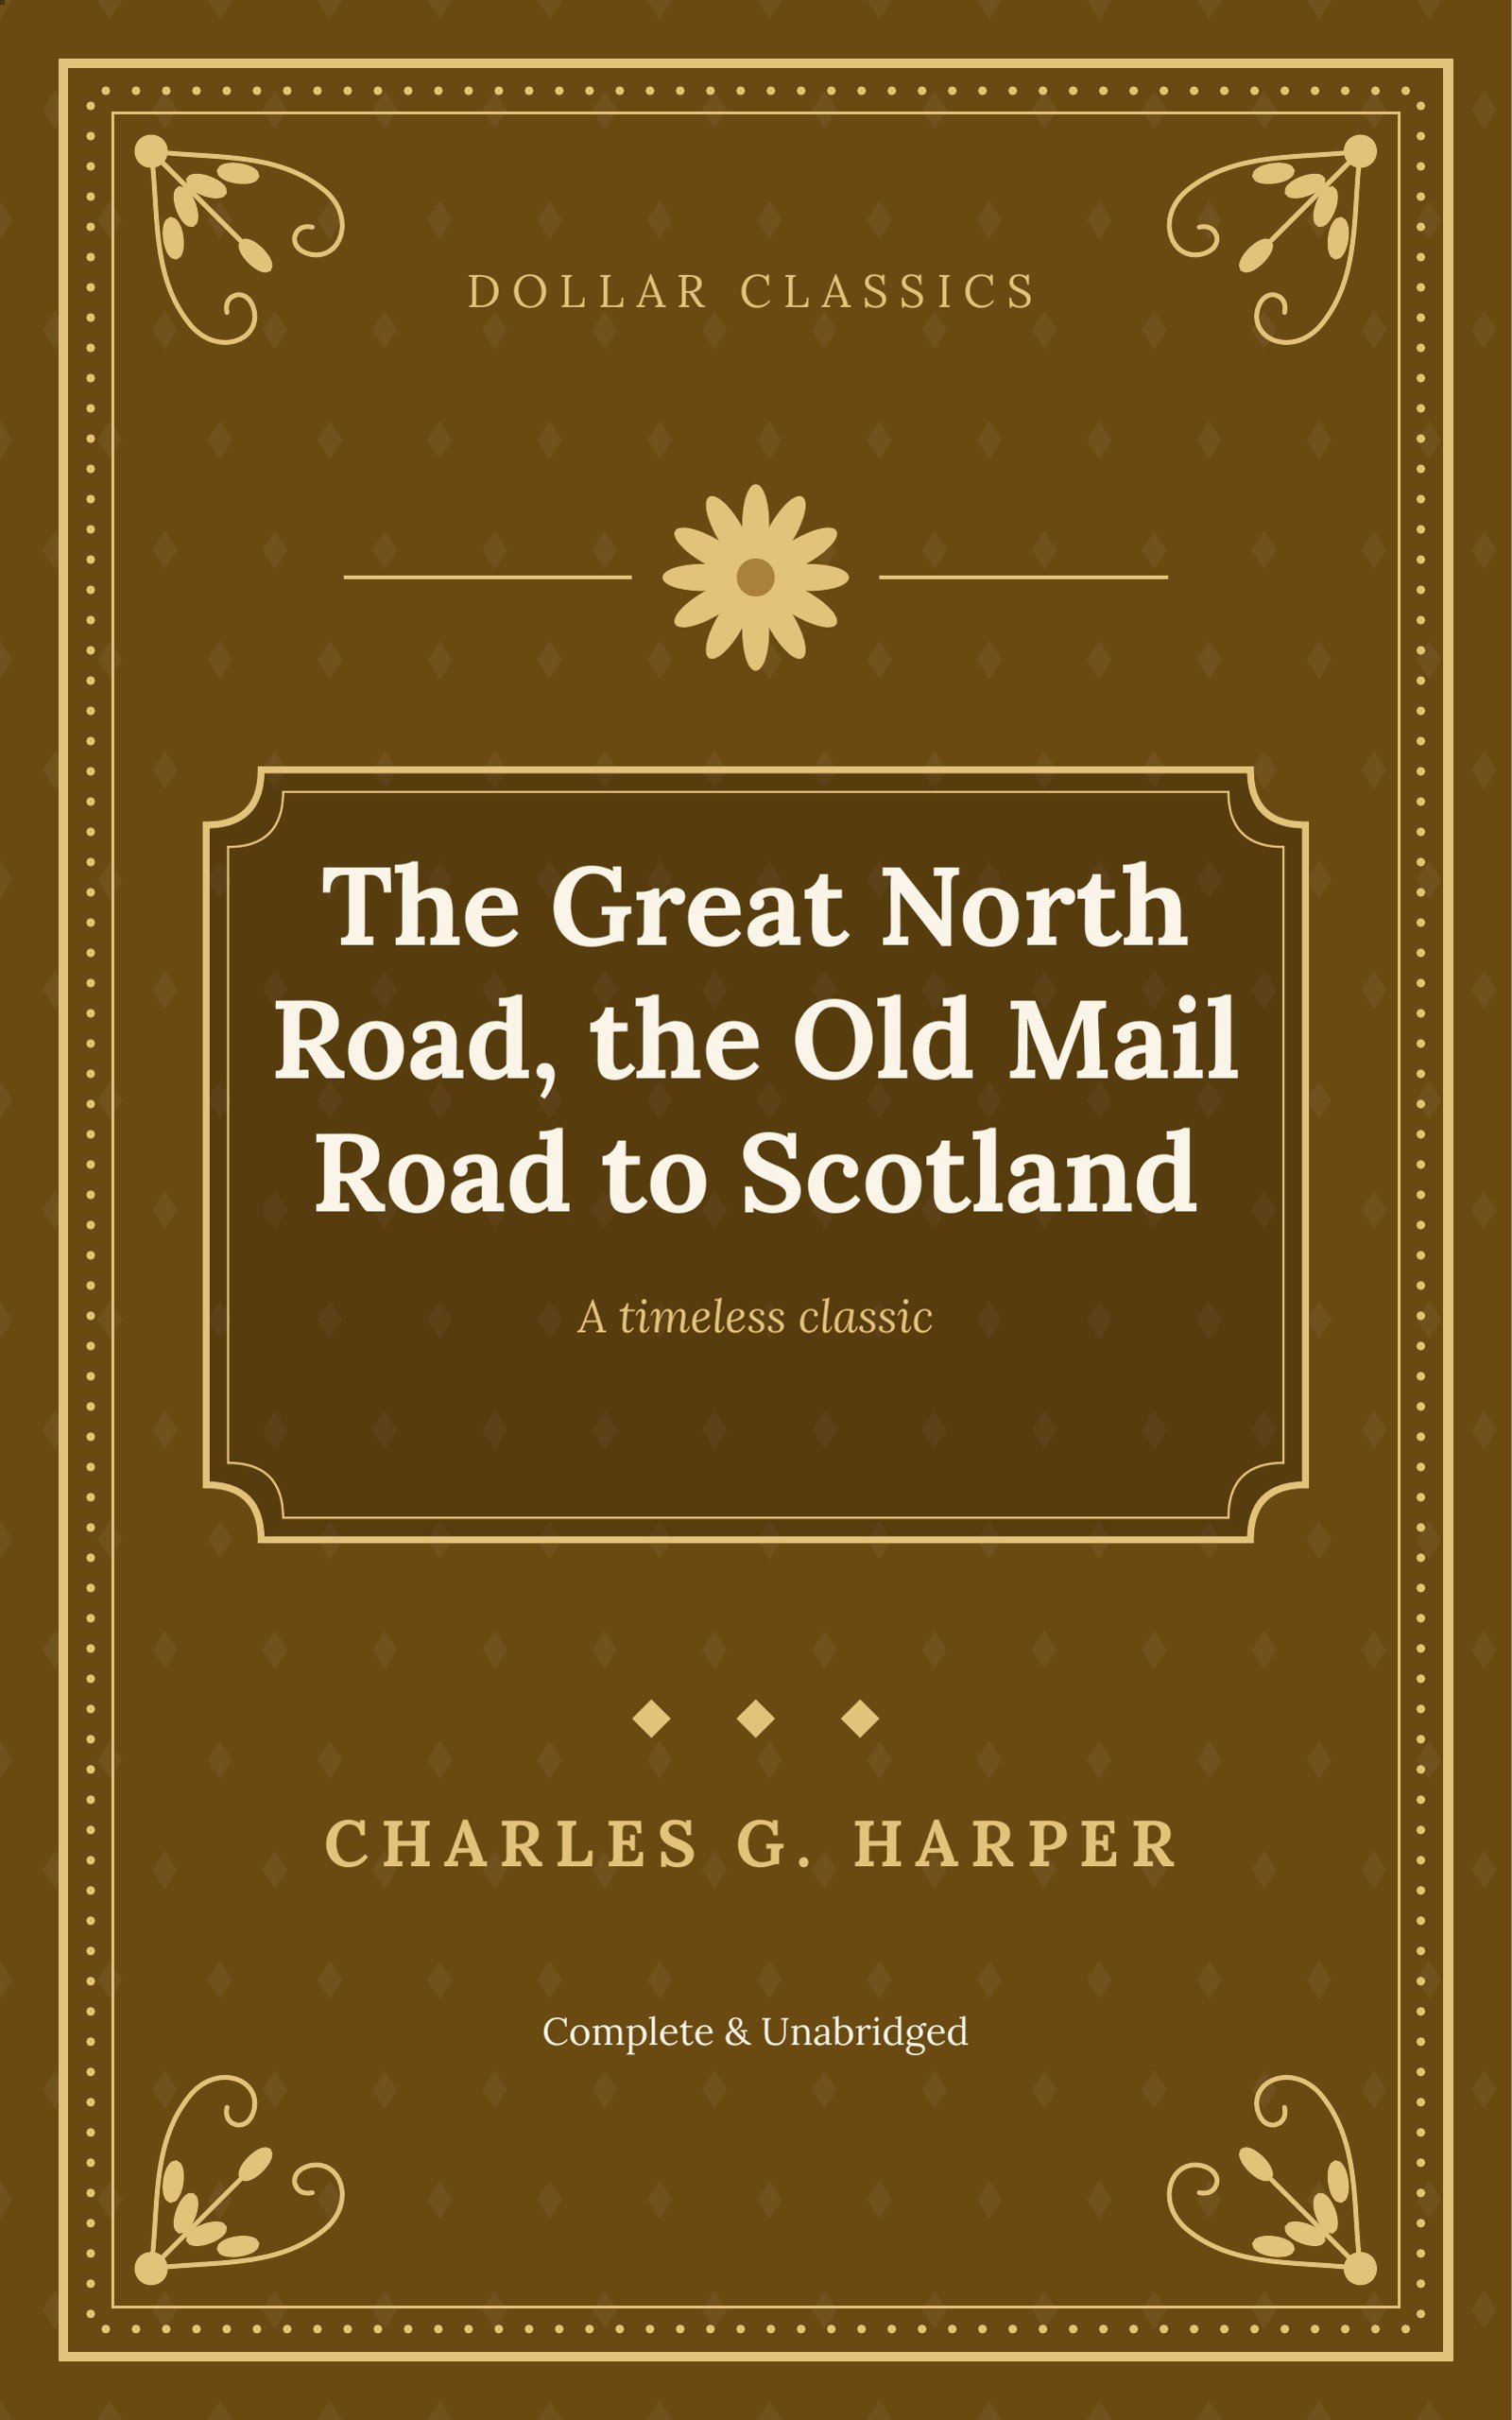 DOLLAR CLASSICS
The Great North
Road, the Old Mail
Road to Scotland
A timeless classic
CHARLES G. HARPER
Complete & Unabridged